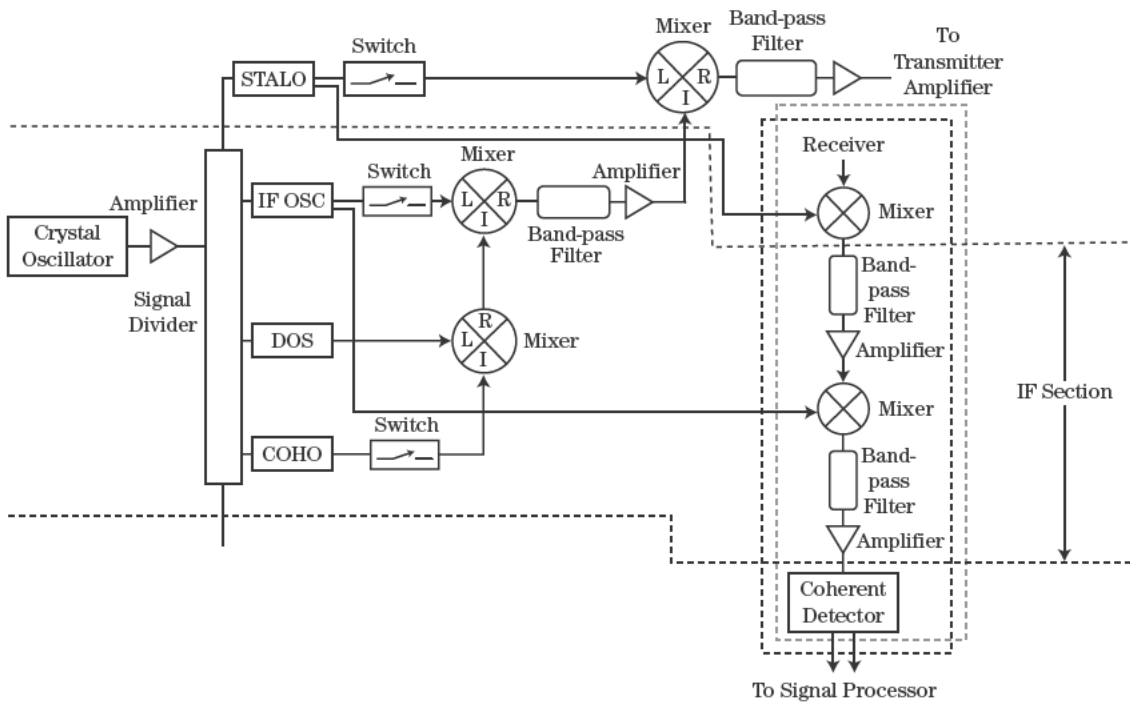 Mixer
Band-pass
Filter
To
Transmitter
Amplifier
Switch
STALO
L
R
I
Receiver
Mixer
Mixer
Switch
Amplifier
IF OSC
L
R
I
Band-pass
Filter
Amplifier
Crystal
Oscillator
Signal
Divider
Band-
pass
Filter
Amplifier
DOS
R
L
I
Mixer
Mixer
IF Section
Switch
COHO
Band-
pass
Filter
Amplifier
Coherent
Detector
To Signal Processor